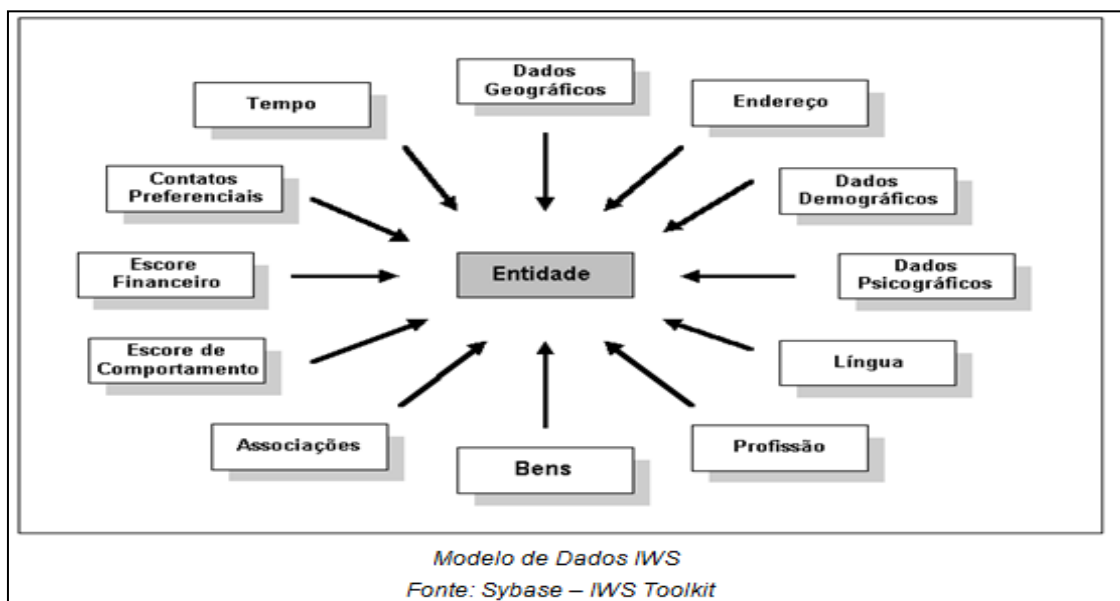 Dados
Geográficos
Tempo
Endereço
Contatos
Preferenciais
Dados
Demográficos
Escore
Financeiro
Entidade
Dados
Psicográficos
Escore de
Comportamento
Língua
Associações
Bens
Profissão
Modelo de Dados IWS
Fonte: Sybase – IWS Toolkit